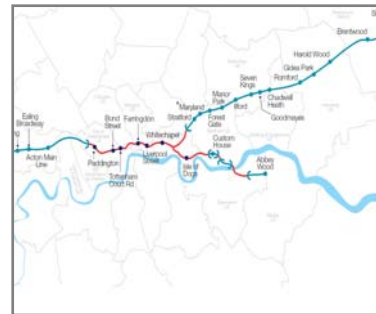 Brentwood
Harold Wood
Gidea Park
Romford
Seven
Kings
Chadwell
Heath
Goodmayes
Manor
Park
Ilford
Maryland
Stratford
Forest
Gate
Ealing
Broadway
Acton Main
Line
Bond
Street
Farringdon
Whitechapel
Paddington
Tottenham
Court Rd
Liverpool
Street
Isle of
Dogs
Custom
House
Abbey
Wood